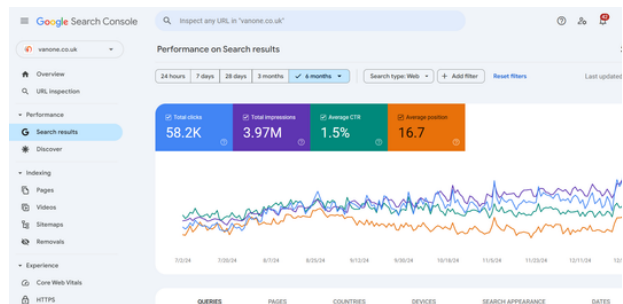 Google Search Console
Inspect any URL in "vanone.co.uk"
vanone.co.uk
Performance on Search results
24 hours
7 days
28 days
3 months
6 months
Search type: Web
Add filter
Reset filters
Last updated
Overview
URL inspection
Performance
Search results
Discover
Indexing
Pages
Videos
Sitemaps
Removals
Experience
Core Web Vitals
HTTPS
Total clicks
58.2K
Total impressions
3.97M
Average CTR
1.5%
Average position
16.7
7/2/24
7/20/24
8/7/24
8/25/24
9/12/24
9/30/24
10/18/24
11/5/24
11/23/24
12/11/24
QUERIES
PAGES
COUNTRIES
DEVICES
SEARCH APPEARANCE
DATES